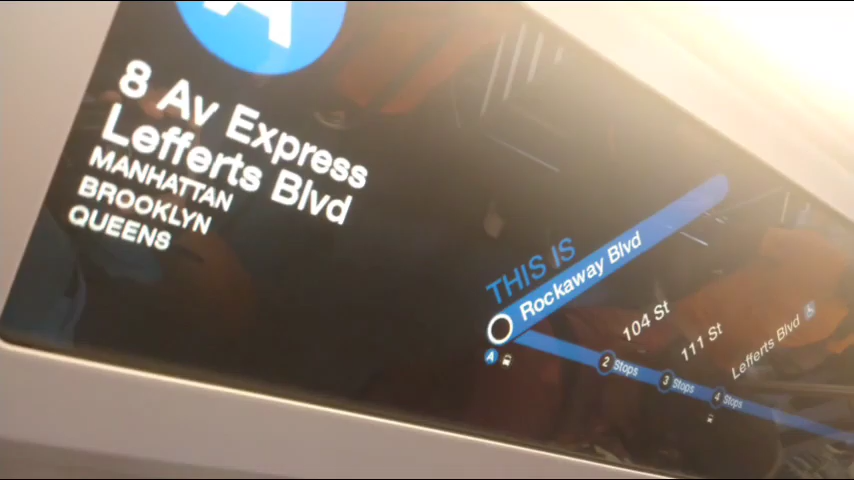 A
8 Av Express
Lefferts Blvd
MANHATTAN
BROOKLYN
QUEENS
THIS IS
Rockaway Blvd
A
104 St
111 St
Lefferts Blvd
2 Stops
3 Stops
4 Stops